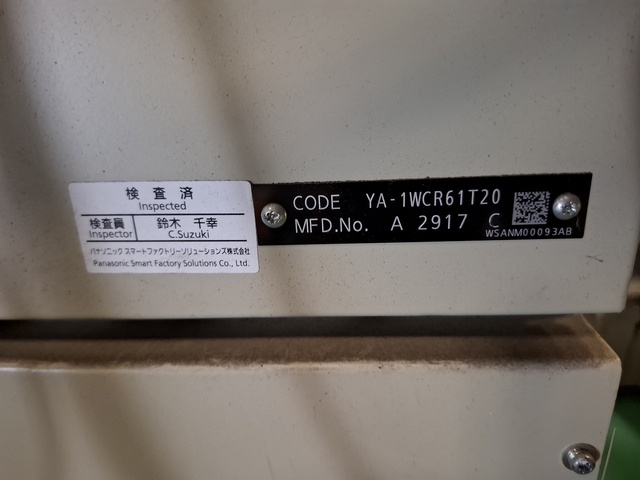 検査済
Inspected
検査員 鈴木 千幸
Inspector C.Suzuki
パナソニック スマートファクトリーソリューションズ株式会社
Panasonic Smart Factory Solutions Co., Ltd.
CODE YA-1WCR61T20
MFD.No. A 2917 C
WSANM00093AB